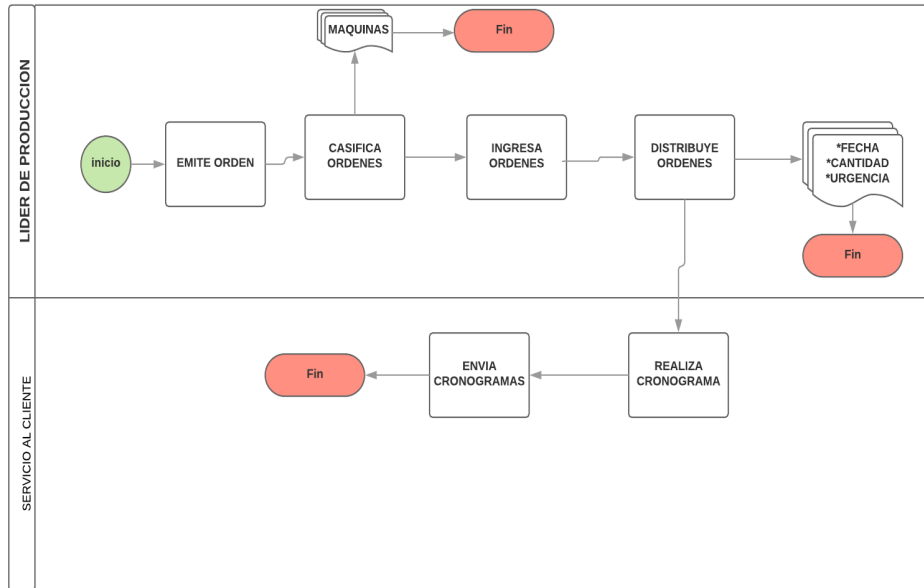 LIDER DE PRODUCCION
MAQUINAS
Fin
inicio
EMITE ORDEN
CASIFICA
ORDENES
INGRESA
ORDENES
DISTRIBUYE
ORDENES
*FECHA
*CANTIDAD
*URGENCIA
Fin
SERVICIO AL CLIENTE
Fin
ENVIA
CRONOGRAMAS
REALIZA
CRONOGRAMA